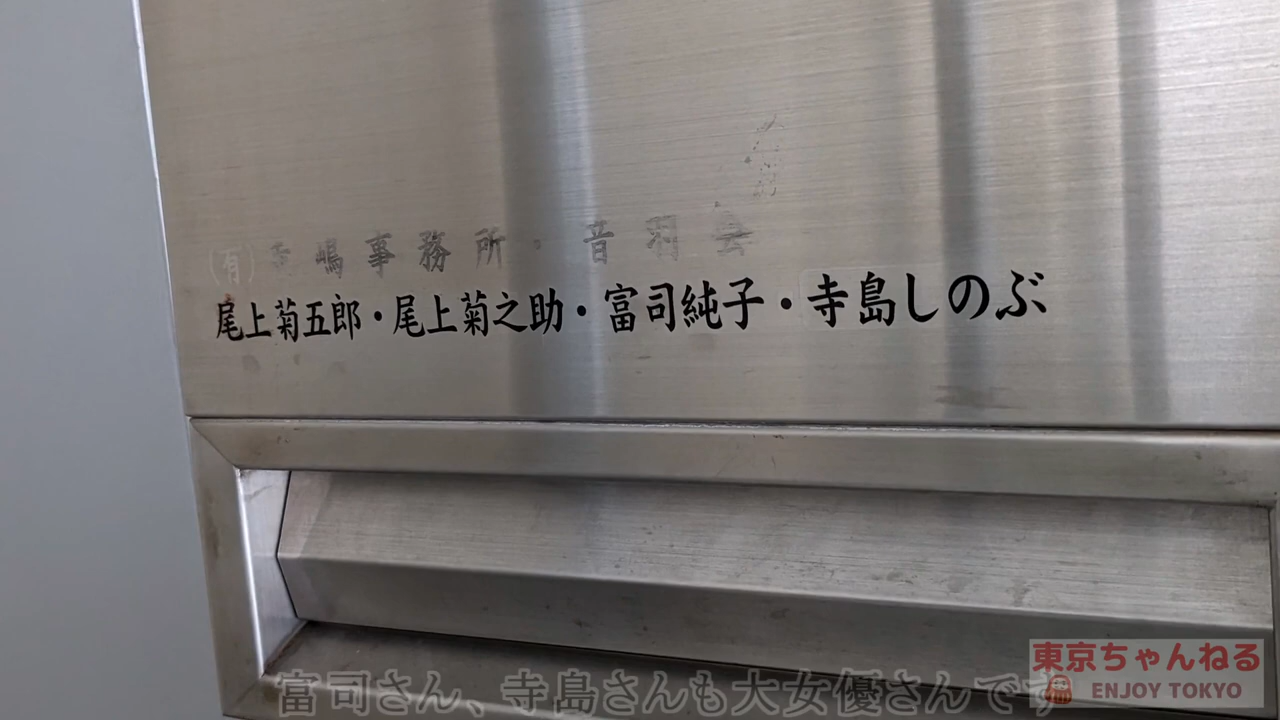 (有)寺嶋事務所・音羽会
尾上菊五郎・尾上菊之助・富司純子・寺島しのぶ
富司さん、寺島さんも大女優さんです
東京ちゃんねる
ENJOY TOKYO